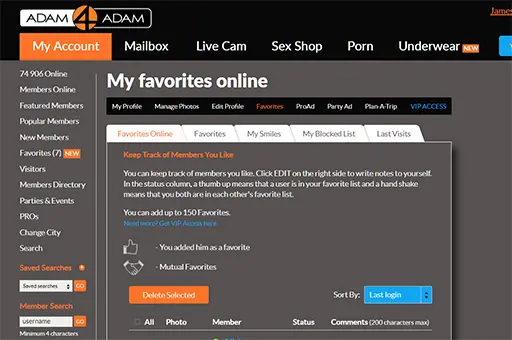 ADAM 4 ADAM
James
My Account Mailbox Live Cam Sex Shop Porn Underwear NEW
74 906 Online
Members Online
Featured Members
Popular Members
New Members
Favorites (7) NEW
Visitors
Members Directory
Parties & Events
PROs
Change City
Search
Saved Searches
Saved searches GO
Member Search
username GO
Minimum 4 characters
My favorites online
My Profile Manage Photos Edit Profile Favorites ProAd Party Ad Plan-A-Trip VIP ACCESS
Favorites Online Favorites My Smiles My Blocked List Last Visits
Keep Track of Members You Like
You can keep track of members you like. Click EDIT on the right side to write notes to yourself.
In the status column, a thumb up means that a user is in your favorite list and a hand shake
means that you both are in each other's favorite list.
You can add up to 150 Favorites.
Need more? Get VIP Access here.
- You added him as a favorite
- Mutual Favorites
Delete Selected Sort By: Last login
All Photo Member Status Comments (200 characters max)